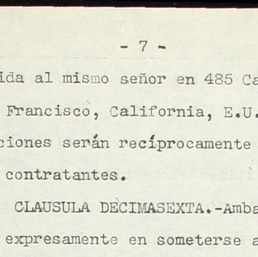 - 7 -
ida al mismo señor en 485 Ca
Francisco, California, E.U.
ciones serán recíprocamente
contratantes.
CLAUSULA DECIMASEXTA.-Amba
expresamente en someterse a